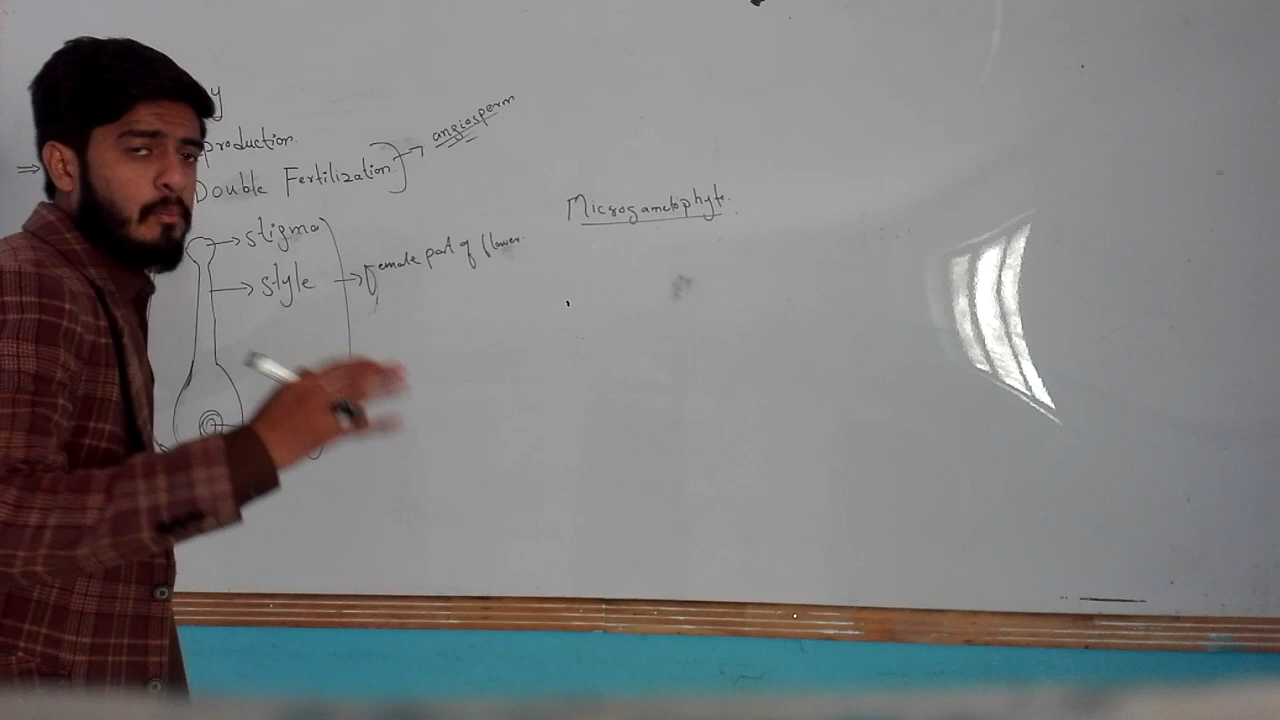 y
production.
Double Fertilization
angiosperm
stigma
style
female part of flower.
Microgametophyte.